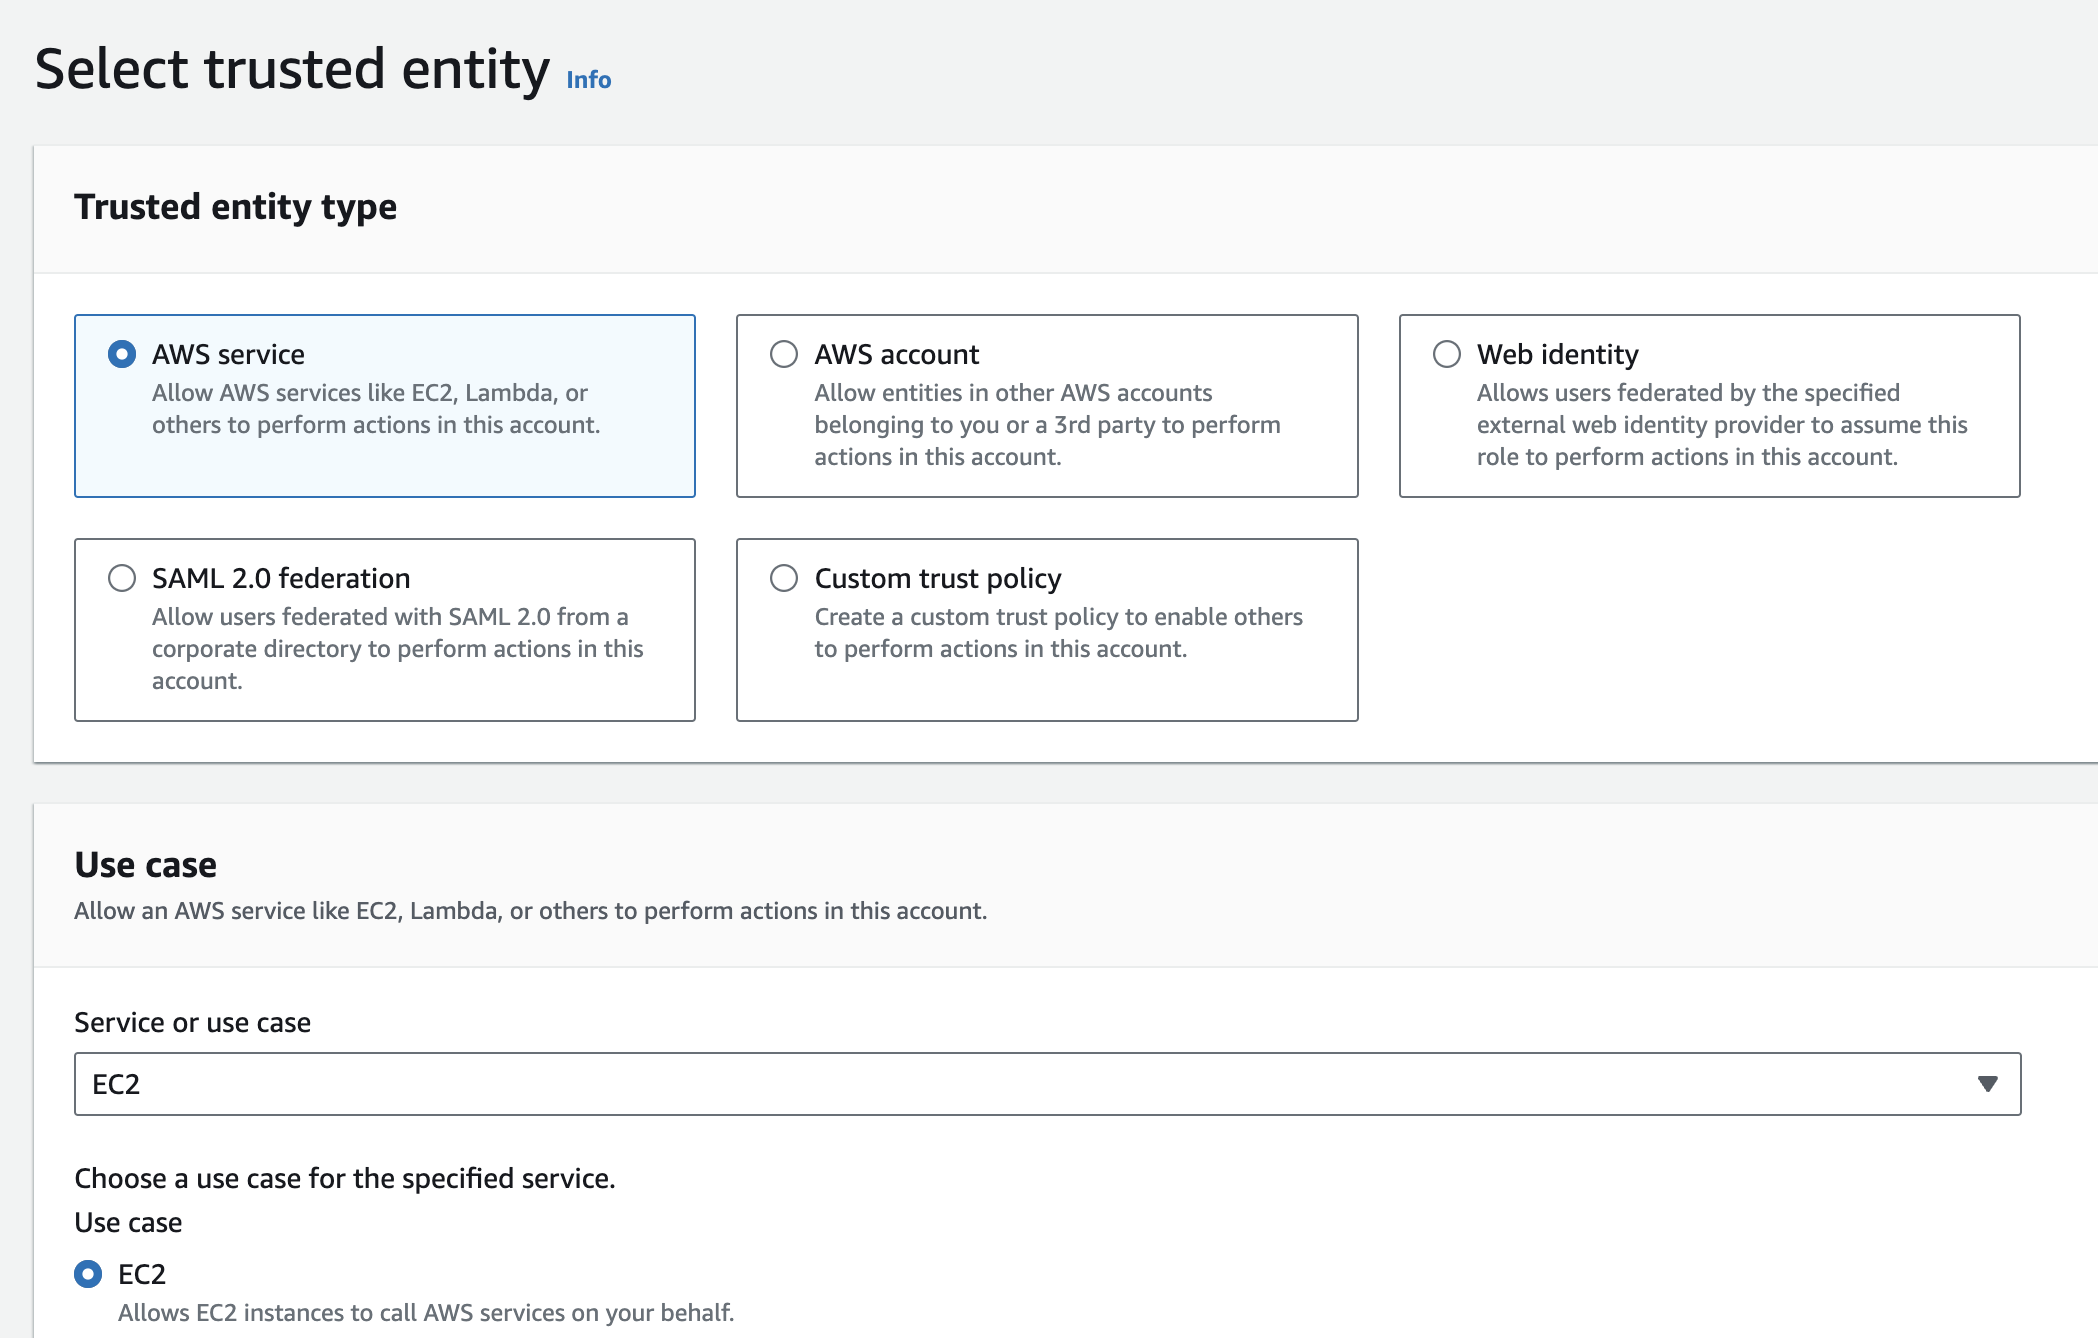 Select trusted entity Info
Trusted entity type
AWS service
Allow AWS services like EC2, Lambda, or
others to perform actions in this account.
AWS account
Allow entities in other AWS accounts
belonging to you or a 3rd party to perform
actions in this account.
Web identity
Allows users federated by the specified
external web identity provider to assume this
role to perform actions in this account.
SAML 2.0 federation
Allow users federated with SAML 2.0 from a
corporate directory to perform actions in this
account.
Custom trust policy
Create a custom trust policy to enable others
to perform actions in this account.
Use case
Allow an AWS service like EC2, Lambda, or others to perform actions in this account.
Service or use case
EC2
Choose a use case for the specified service.
Use case
EC2
Allows EC2 instances to call AWS services on your behalf.